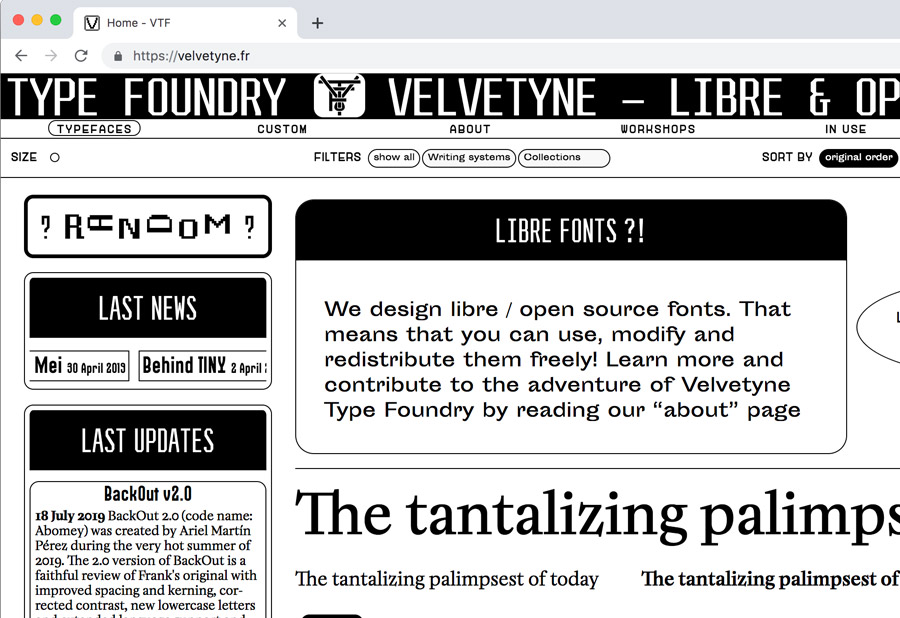 Home - VTF
https://velvetyne.fr
TYPE FOUNDRY VELVETYNE – LIBRE & OP
TYPEFACES CUSTOM ABOUT WORKSHOPS IN USE
SIZE FILTERS show all Writing systems Collections SORT BY original order
? RANDOM ?
LAST NEWS
Mei 30 April 2019 Behind TINY 2 April
LAST UPDATES
BackOut v2.0
18 July 2019 BackOut 2.0 (code name:
Abomey) was created by Ariel Martín
Pérez during the very hot summer of
2019. The 2.0 version of BackOut is a
faithful review of Frank's original with
improved spacing and kerning, cor-
rected contrast, new lowercase letters
LIBRE FONTS ?!
We design libre / open source fonts. That
means that you can use, modify and
redistribute them freely! Learn more and
contribute to the adventure of Velvetyne
Type Foundry by reading our “about” page
The tantalizing palimps
The tantalizing palimpsest of today The tantalizing palimpsest of